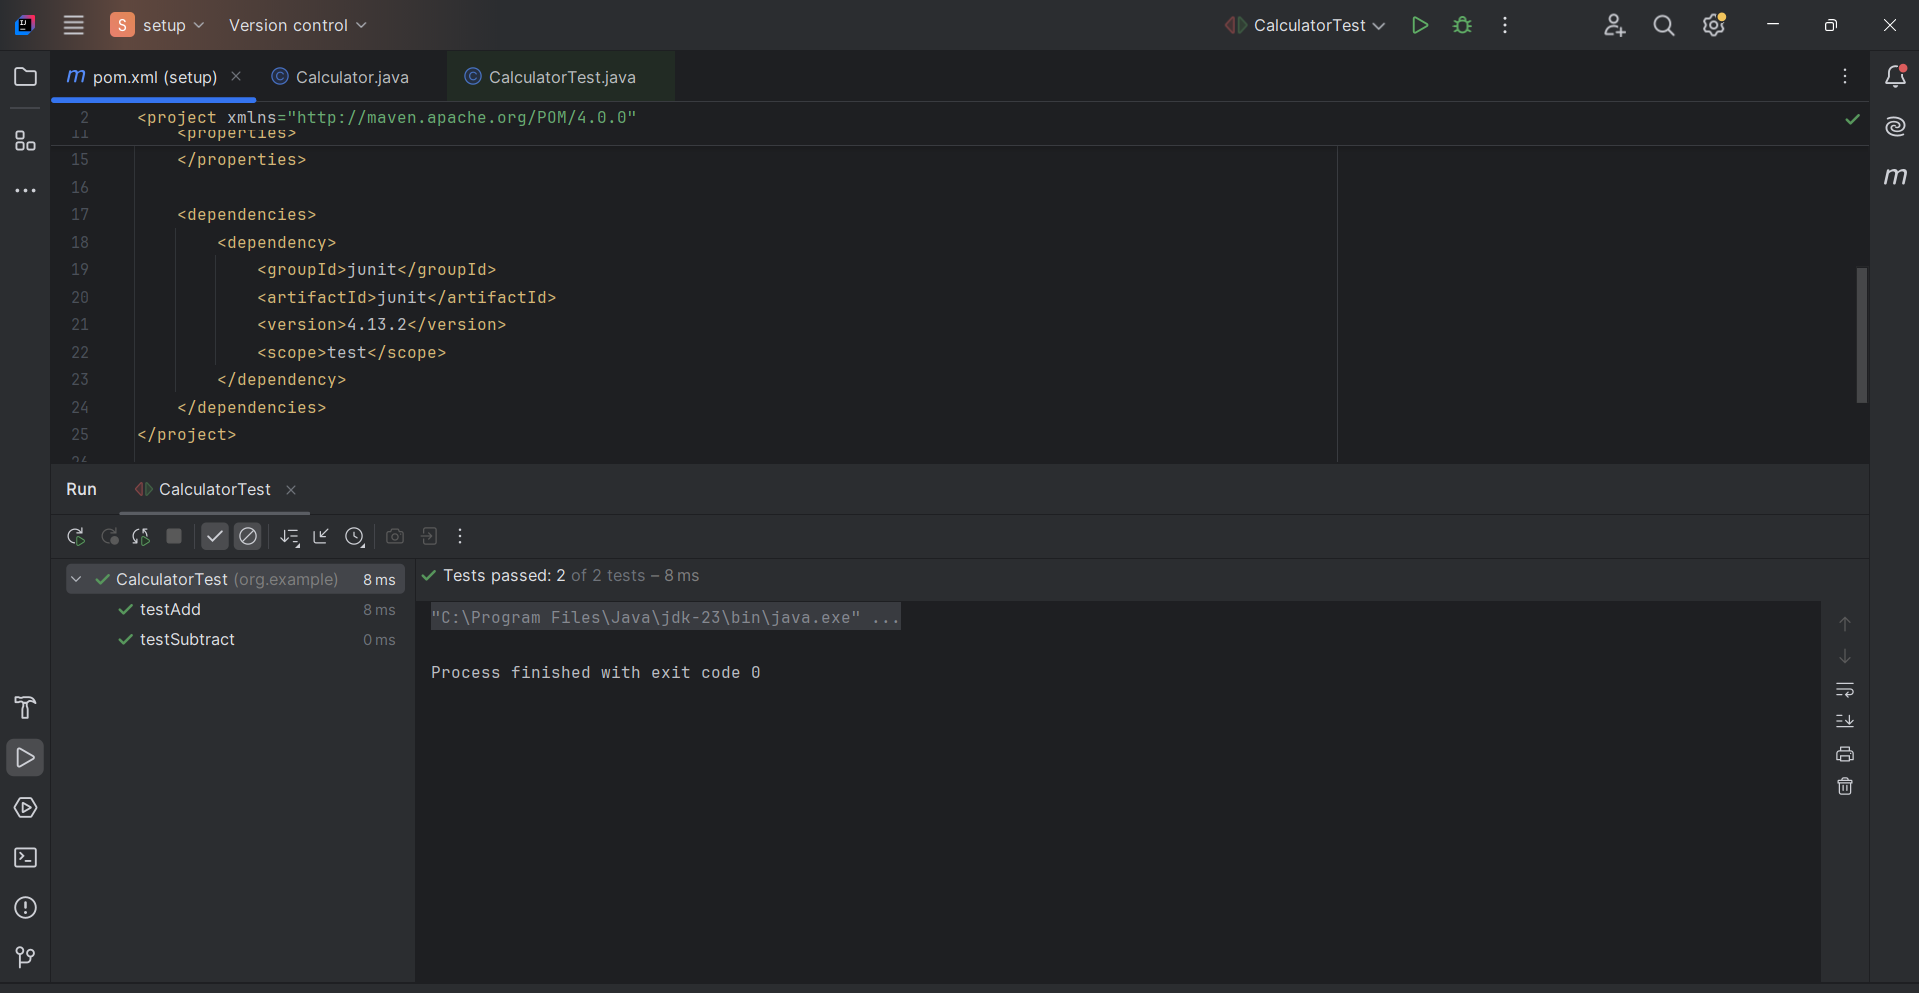 S setup Version control CalculatorTest
m pom.xml (setup) Calculator.java CalculatorTest.java
2 <project xmlns="http://maven.apache.org/POM/4.0.0"
11 <properties>
15 </properties>
16
17 <dependencies>
18 <dependency>
19 <groupId>junit</groupId>
20 <artifactId>junit</artifactId>
21 <version>4.13.2</version>
22 <scope>test</scope>
23 </dependency>
24 </dependencies>
25 </project>
26
Run CalculatorTest
CalculatorTest (org.example) 8 ms
testAdd 8 ms
testSubtract 0 ms
Tests passed: 2 of 2 tests – 8 ms
"C:\Program Files\Java\jdk-23\bin\java.exe" ...
Process finished with exit code 0